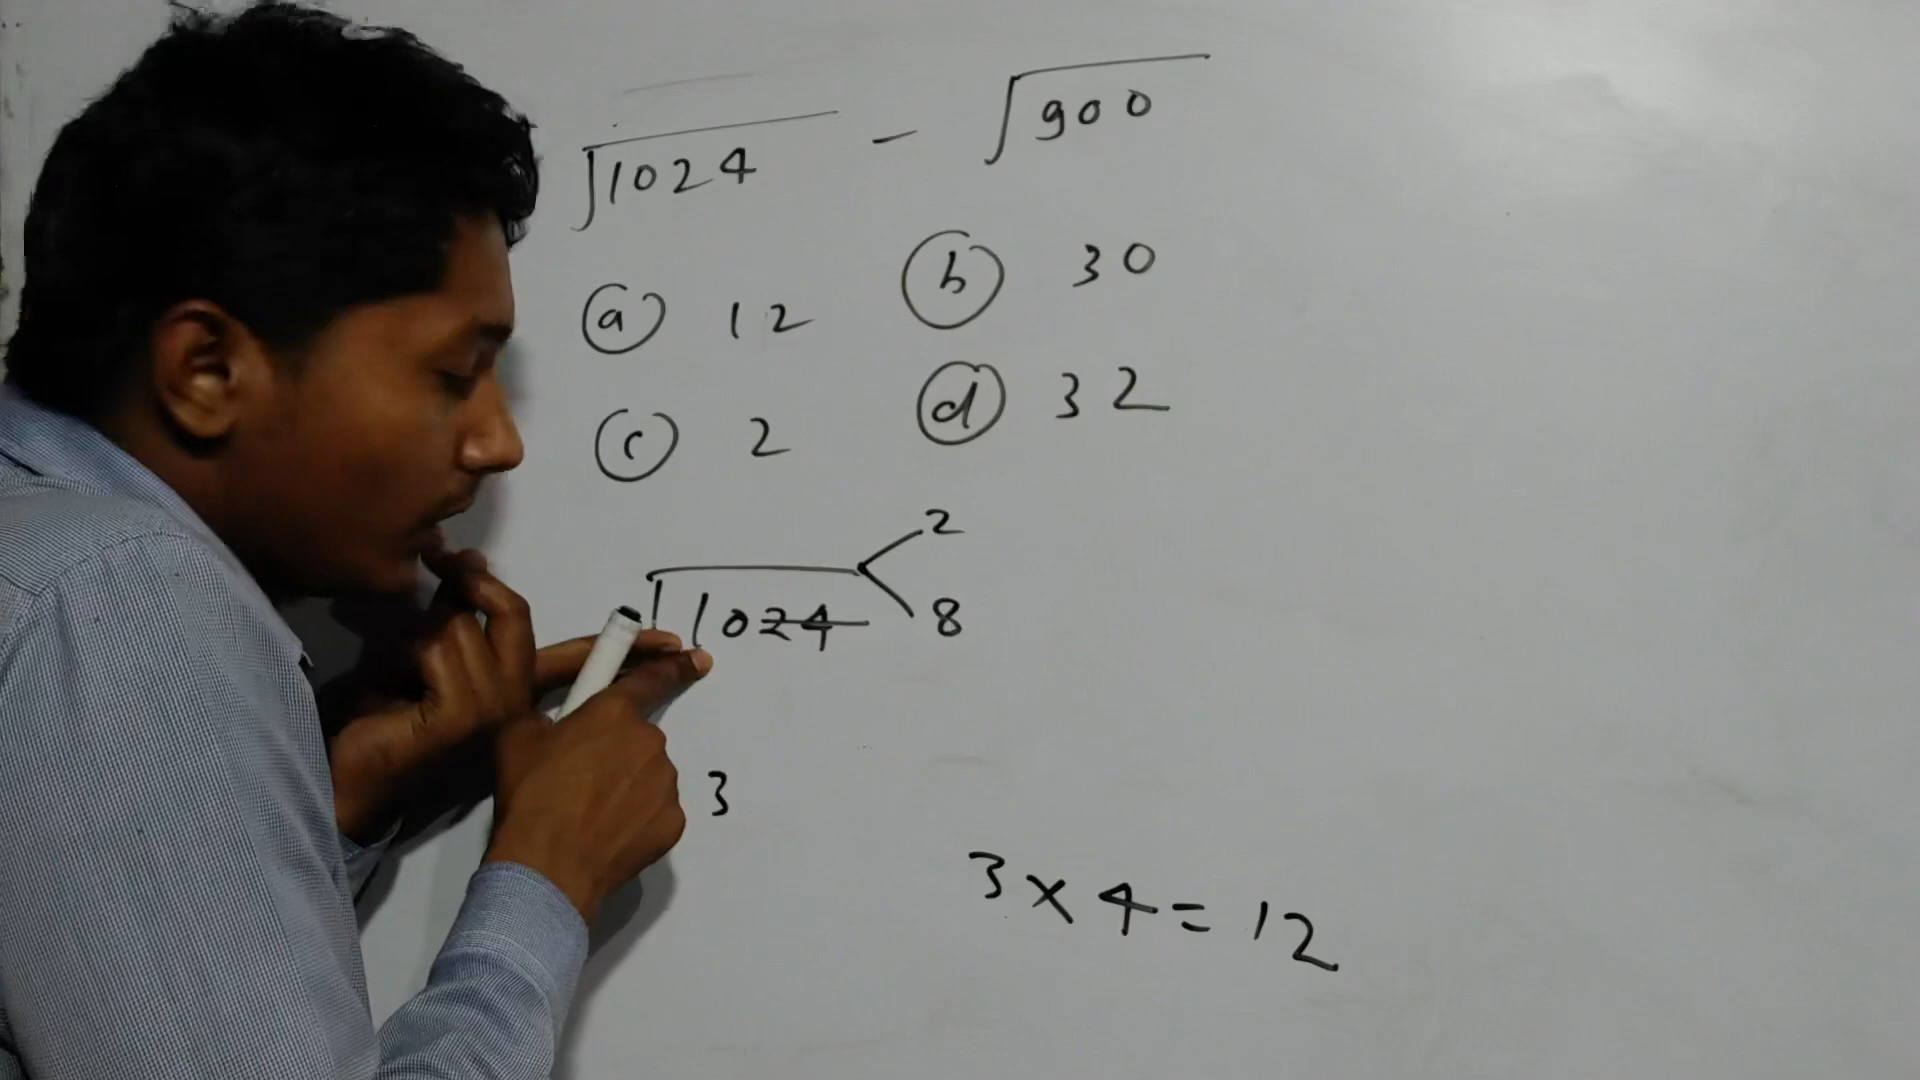 √1024 - √900
(a) 12 (b) 30
(c) 2 (d) 32
√1024 < 2
8
3
3 × 4 = 12